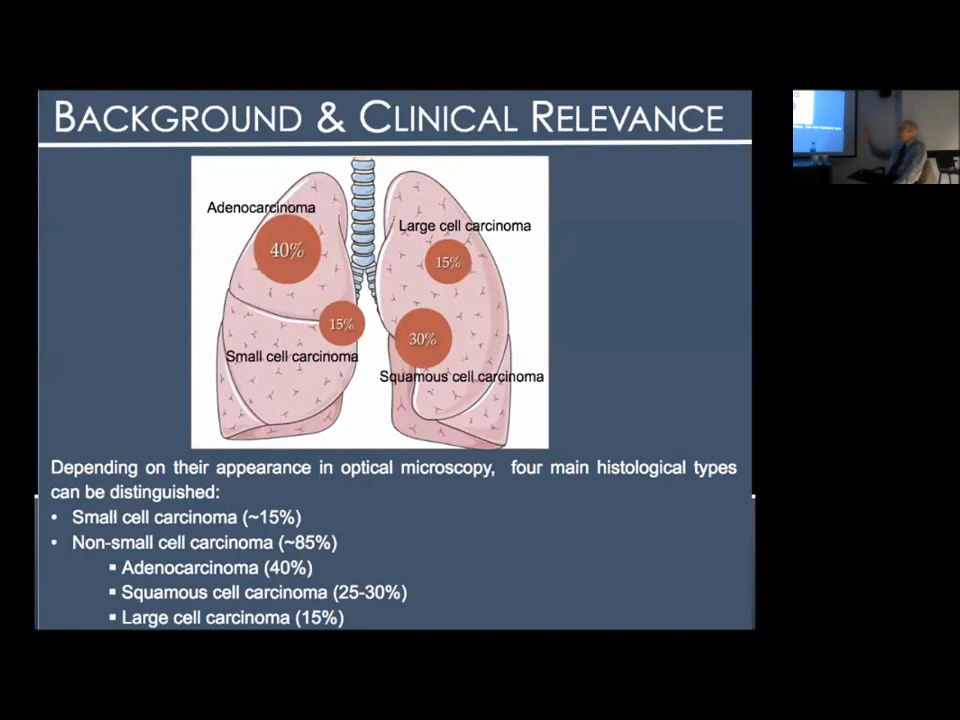 BACKGROUND & CLINICAL RELEVANCE
Adenocarcinoma
40%
Large cell carcinoma
15%
15%
Small cell carcinoma
30%
Squamous cell carcinoma
Depending on their appearance in optical microscopy, four main histological types
can be distinguished:
• Small cell carcinoma (~15%)
• Non-small cell carcinoma (~85%)
▪ Adenocarcinoma (40%)
▪ Squamous cell carcinoma (25-30%)
▪ Large cell carcinoma (15%)